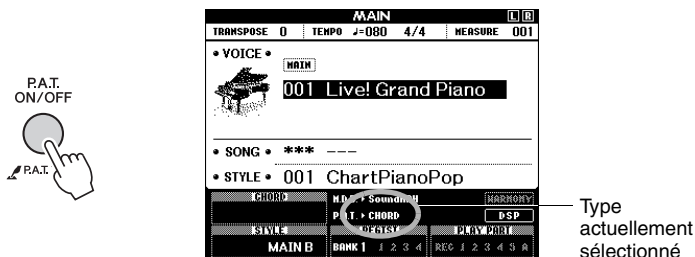 P.A.T.
ON/OFF
P.A.T.
MAIN L R
TRANSPOSE 0 TEMPO ♩=080 4/4 MEASURE 001
• VOICE •
MAIN
001 Live! Grand Piano
• SONG • *** ---
• STYLE • 001 ChartPianoPop
CHORD HARMONY
CHORD DSP
STYLE REGIST PLAY PART
MAIN B BANK 1 1 2 3 4 REC 1 2 3 4 5 A
Type
actuellement
sélectionné